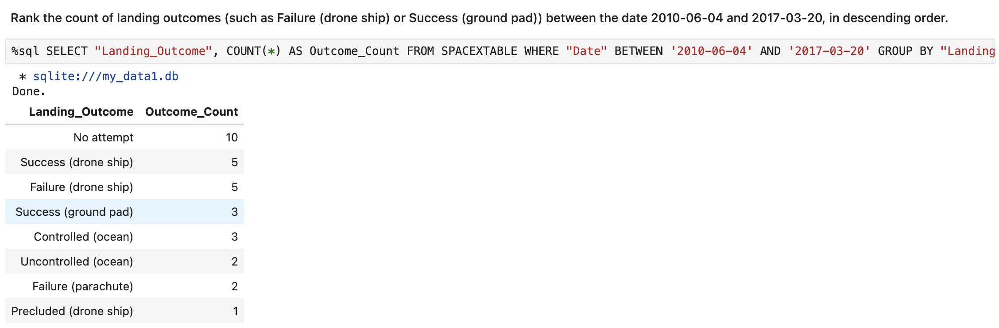 Rank the count of landing outcomes (such as Failure (drone ship) or Success (ground pad)) between the date 2010-06-04 and 2017-03-20, in descending order.
%sql SELECT "Landing_Outcome", COUNT(*) AS Outcome_Count FROM SPACEXTABLE WHERE "Date" BETWEEN '2010-06-04' AND '2017-03-20' GROUP BY "Landing
* sqlite:///my_data1.db
Done.
Landing_Outcome Outcome_Count
No attempt 10
Success (drone ship) 5
Failure (drone ship) 5
Success (ground pad) 3
Controlled (ocean) 3
Uncontrolled (ocean) 2
Failure (parachute) 2
Precluded (drone ship) 1